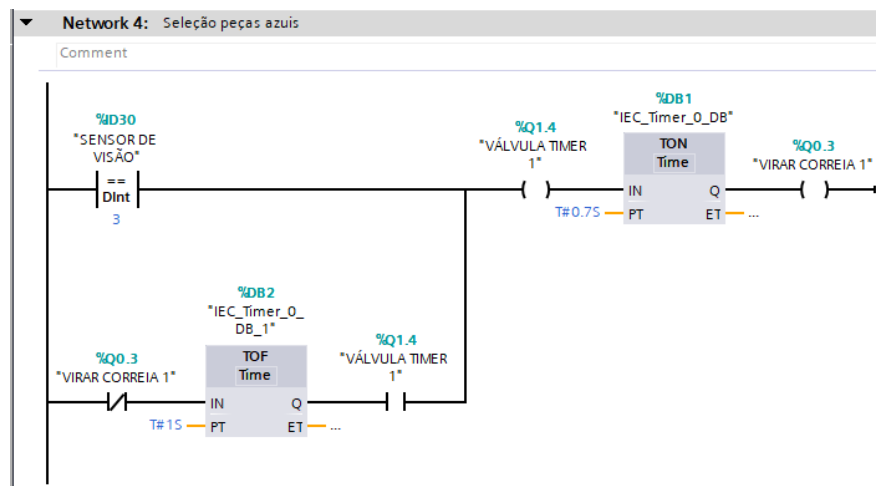 Network 4: Seleção peças azuis
Comment
%ID30
"SENSOR DE
VISÃO"
==
DInt
3
%Q1.4
"VÁLVULA TIMER
1"
%DB1
"IEC_Timer_0_DB"
TON
Time
IN
Q
T#0.7S
PT
ET
...
%Q0.3
"VIRAR CORREIA 1"
%Q0.3
"VIRAR CORREIA 1"
%DB2
"IEC_Timer_0_
DB_1"
TOF
Time
IN
Q
T#1S
PT
ET
...
%Q1.4
"VÁLVULA TIMER
1"